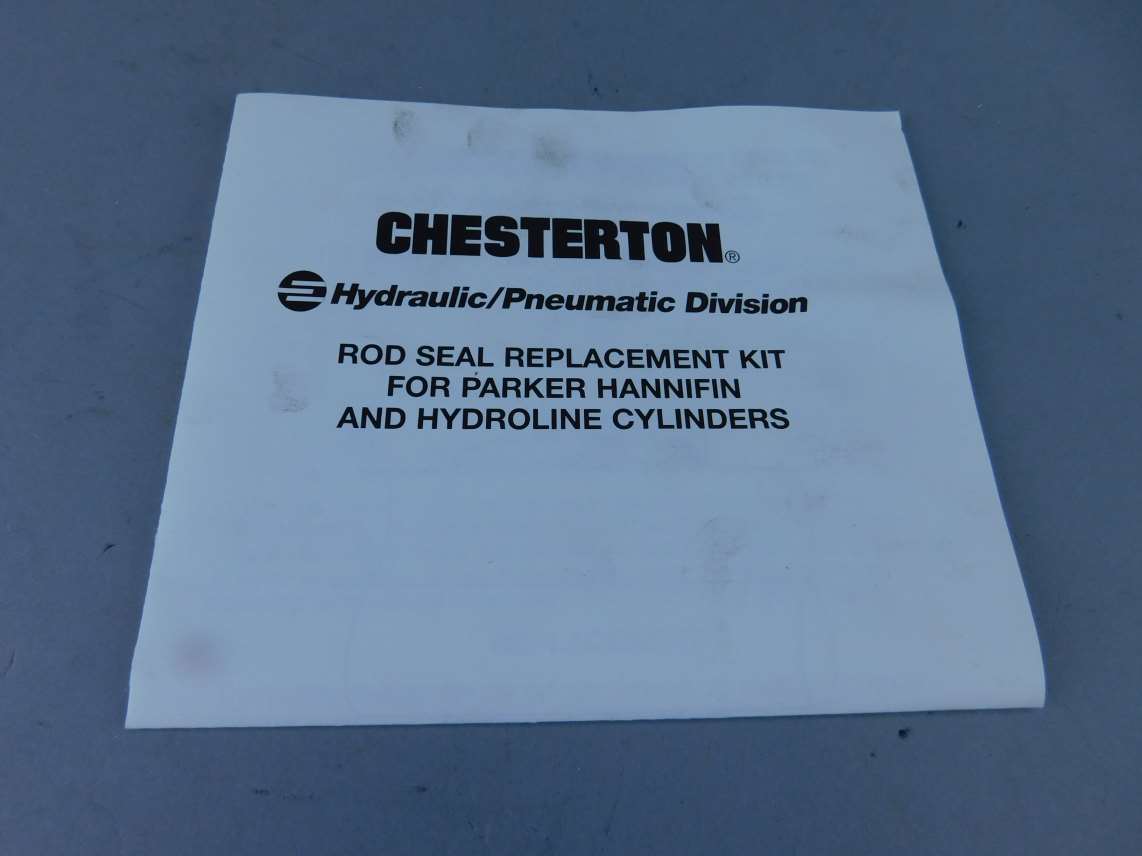 CHESTERTON®
Hydraulic/Pneumatic Division
ROD SEAL REPLACEMENT KIT
FOR PARKER HANNIFIN
AND HYDROLINE CYLINDERS